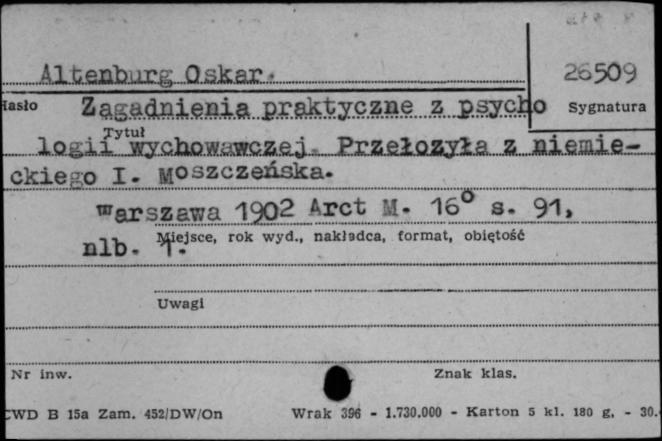 Altenburg Oskar.
26509
Hasło
Zagadnienia praktyczne z psycho
Sygnatura
Tytuł
logii wychowawczej. Przełozyła z niemie-
ckiego I. Moszczeńska.
Warszawa 1902 Arct M. 16° s. 91,
Miejsce, rok wyd., nakładca, format, objętość
nlb. 1.
Uwagi
Nr inw.
Znak klas.
CWD B 15a Zam. 452/DW/On
Wrak 396 - 1.730.000 - Karton 5 kl. 180 g. - 30.